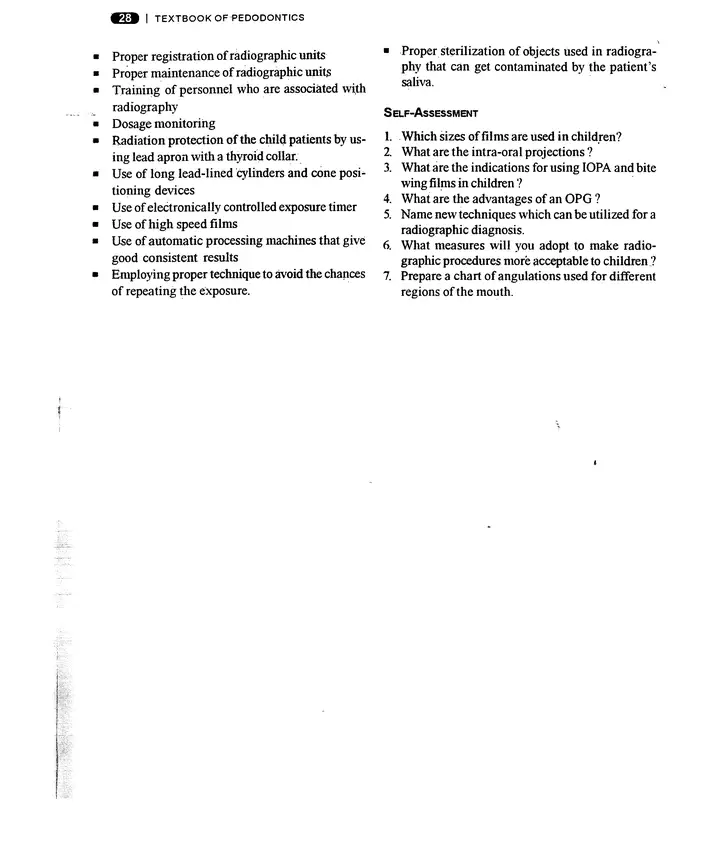 28 | TEXTBOOK OF PEDODONTICS
▪ Proper registration of radiographic units
▪ Proper maintenance of radiographic units
▪ Training of personnel who are associated with
radiography
▪ Dosage monitoring
▪ Radiation protection of the child patients by us-
ing lead apron with a thyroid collar.
▪ Use of long lead-lined cylinders and cone posi-
tioning devices
▪ Use of electronically controlled exposure timer
▪ Use of high speed films
▪ Use of automatic processing machines that give
good consistent results
▪ Employing proper technique to avoid the chances
of repeating the exposure.
▪ Proper sterilization of objects used in radiogra-
phy that can get contaminated by the patient's
saliva.
SELF-ASSESSMENT
1. Which sizes of films are used in children?
2. What are the intra-oral projections ?
3. What are the indications for using IOPA and bite
wing films in children ?
4. What are the advantages of an OPG ?
5. Name new techniques which can be utilized for a
radiographic diagnosis.
6. What measures will you adopt to make radio-
graphic procedures more acceptable to children ?
7. Prepare a chart of angulations used for different
regions of the mouth.